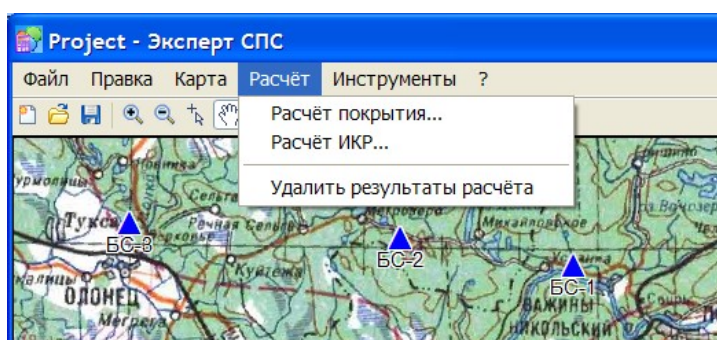 Project - Эксперт СПС
Файл Правка Карта Расчёт Инструменты ?
Расчёт покрытия...
Расчёт ИКР...
Удалить результаты расчёта
Тукса
БС-3
БС-2
Михайловское
БС-1
Куйтежа
ОЛОНЕЦ
ВАЖИНЫ
НИКОЛЬСКИЙ